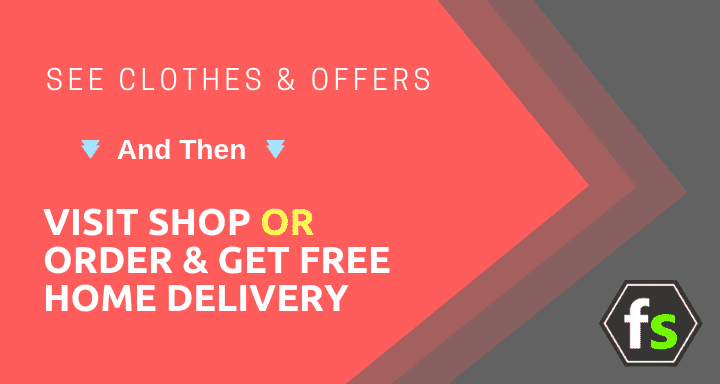 SEE CLOTHES & OFFERS
And Then
VISIT SHOP OR
ORDER & GET FREE
HOME DELIVERY
fs